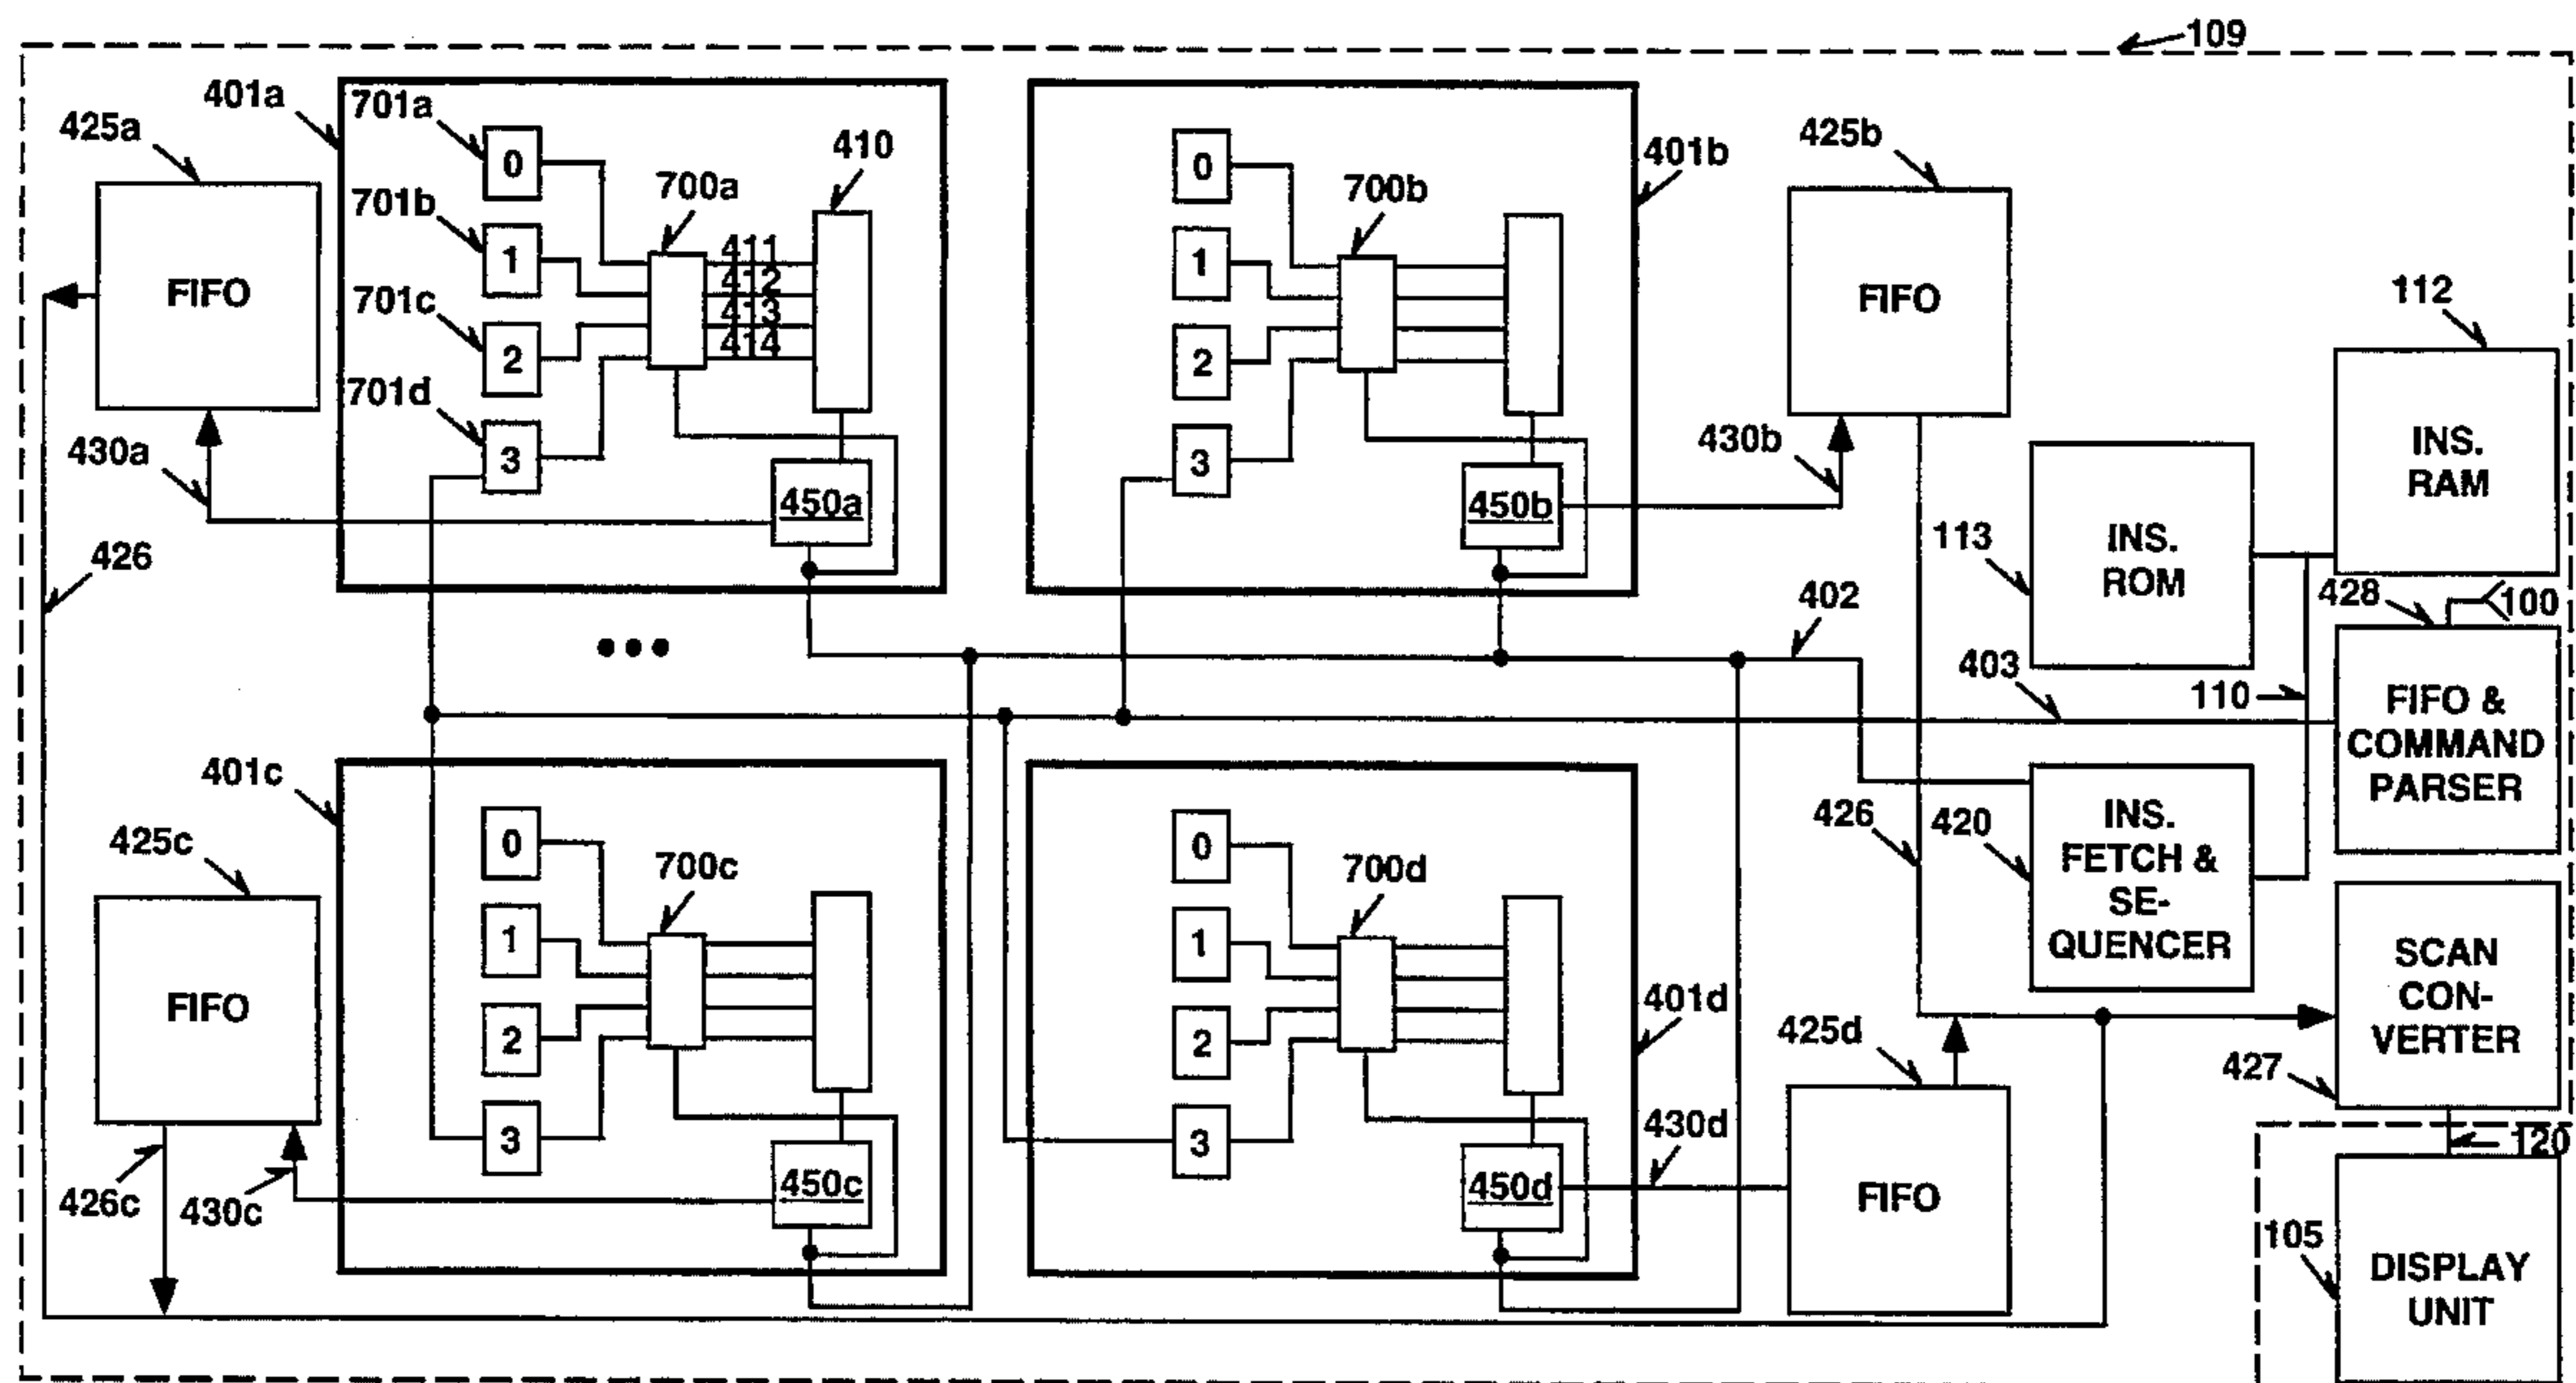 109
401a
701a
425a
410
0
700a
701b
411
1
412
FIFO
701c
413
2
414
701d
430a
3
450a
426
425b
401b
0
700b
1
FIFO
2
430b
3
450b
112
INS.
RAM
113
INS.
ROM
428
100
402
403
110
FIFO &
COMMAND
PARSER
401c
425c
0
700c
1
FIFO
2
3
450c
426c
430c
0
700d
1
2
401d
3
450d
430d
425d
FIFO
426
420
INS.
FETCH &
SE-
QUENCER
SCAN
CON-
VERTER
427
120
105
DISPLAY
UNIT